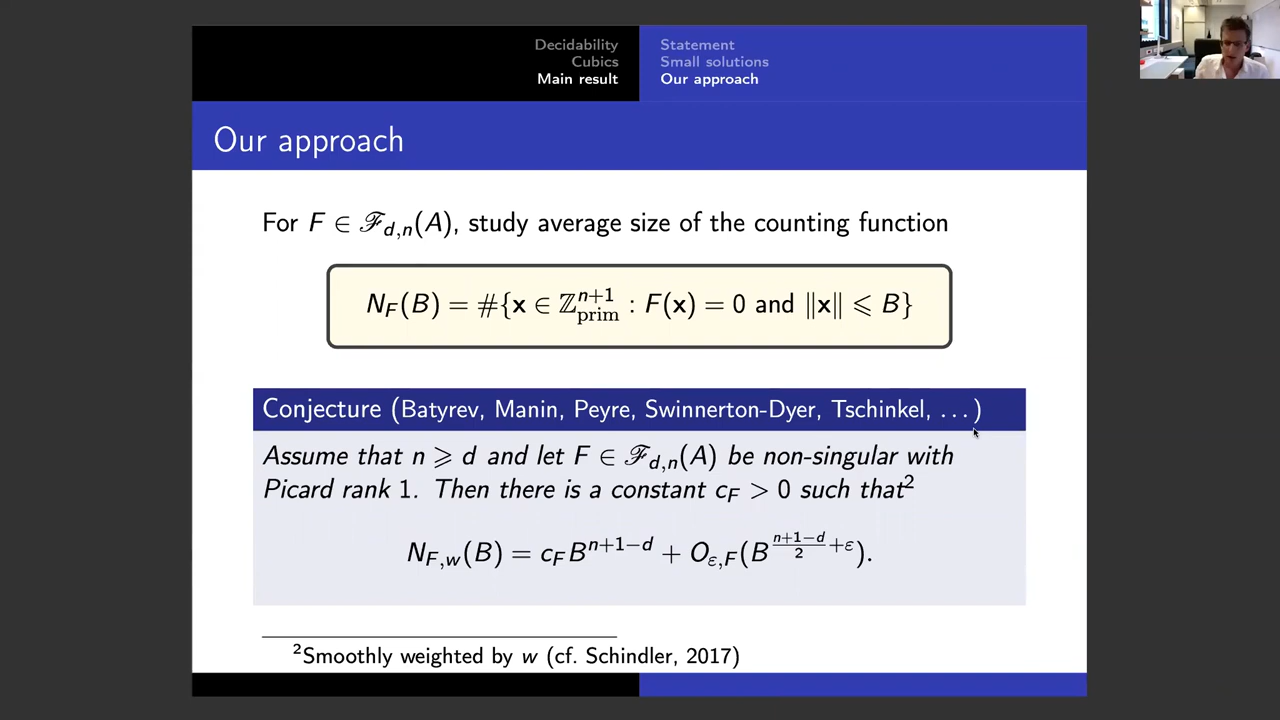 Decidability
Cubics
Main result
Statement
Small solutions
Our approach
Our approach
For F ∈ ℱ_{d,n}(A), study average size of the counting function
N_F(B) = #{x ∈ ℤ^{n+1}_{prim} : F(x) = 0 and ‖x‖ ⩽ B}
Conjecture (Batyrev, Manin, Peyre, Swinnerton-Dyer, Tschinkel, ...)
Assume that n ⩾ d and let F ∈ ℱ_{d,n}(A) be non-singular with
Picard rank 1. Then there is a constant c_F > 0 such that²
N_{F,w}(B) = c_F B^{n+1−d} + O_{ε,F}(B^{\frac{n+1−d}{2}+ε}).
²Smoothly weighted by w (cf. Schindler, 2017)